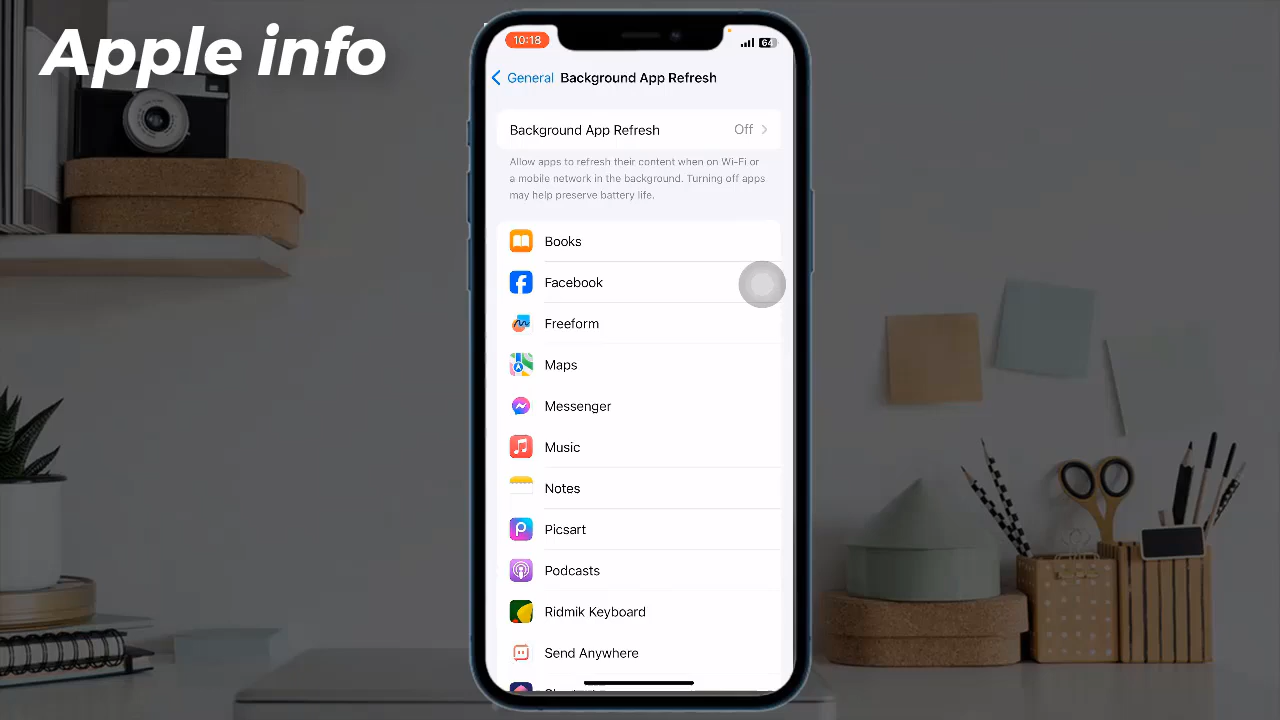 Apple info
10:18
64
General
Background App Refresh
Background App Refresh
Off
Allow apps to refresh their content when on Wi-Fi or
a mobile network in the background. Turning off apps
may help preserve battery life.
Books
Facebook
Freeform
Maps
Messenger
Music
Notes
Picsart
Podcasts
Ridmik Keyboard
Send Anywhere